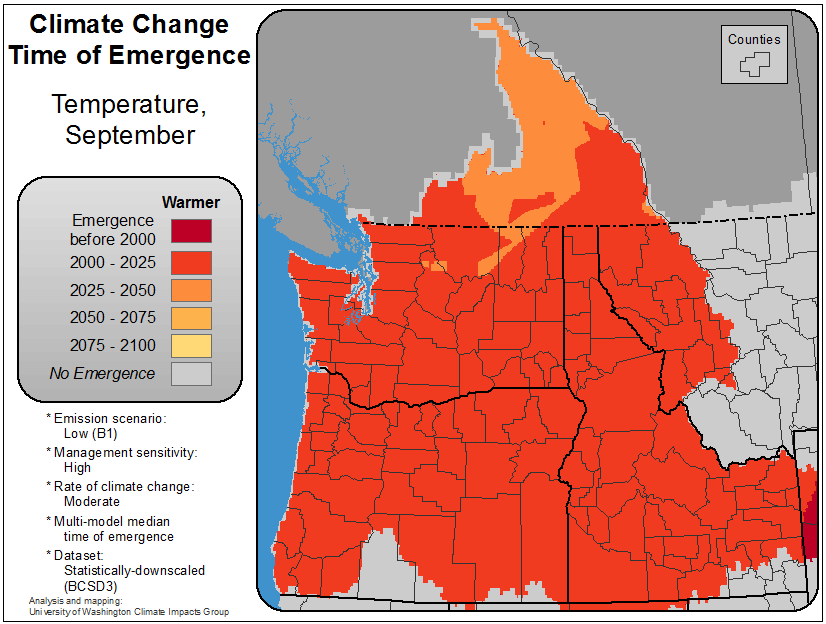 Climate Change
Time of Emergence
Temperature,
September
Warmer
Emergence
before 2000
2000 - 2025
2025 - 2050
2050 - 2075
2075 - 2100
No Emergence
* Emission scenario:
Low (B1)
* Management sensitivity:
High
* Rate of climate change:
Moderate
* Multi-model median
time of emergence
* Dataset:
Statistically-downscaled
(BCSD3)
Analysis and mapping:
University of Washington Climate Impacts Group
Counties